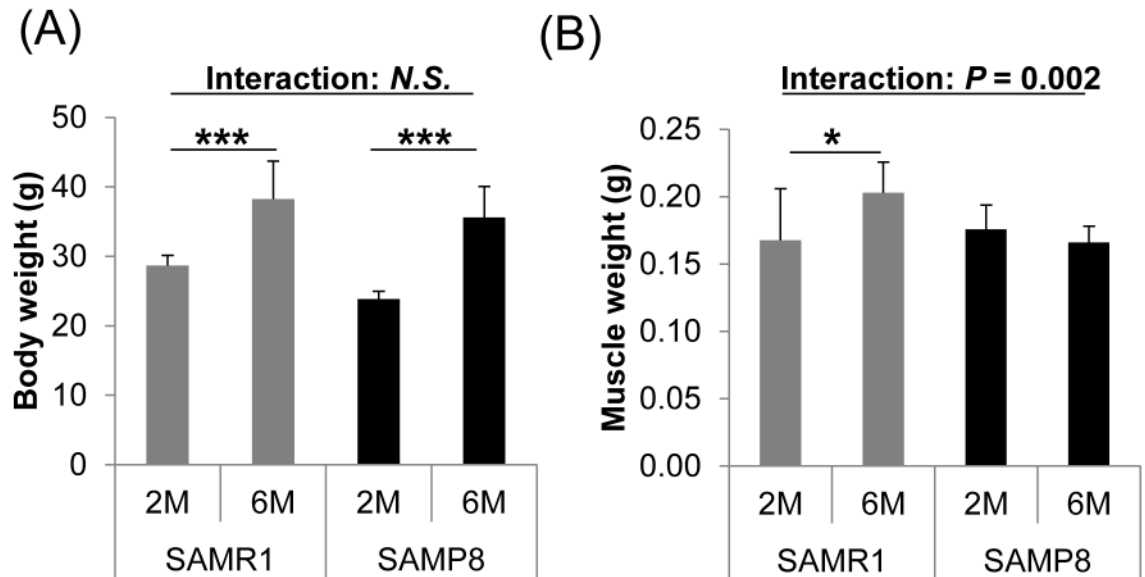 (A)
Interaction: N.S.
Body weight (g)
50
40
30
20
10
0
***
***
2M 6M 2M 6M
SAMR1 SAMP8
(B)
Interaction: P = 0.002
Muscle weight (g)
0.25
0.20
0.15
0.10
0.05
0.00
*
2M 6M 2M 6M
SAMR1 SAMP8